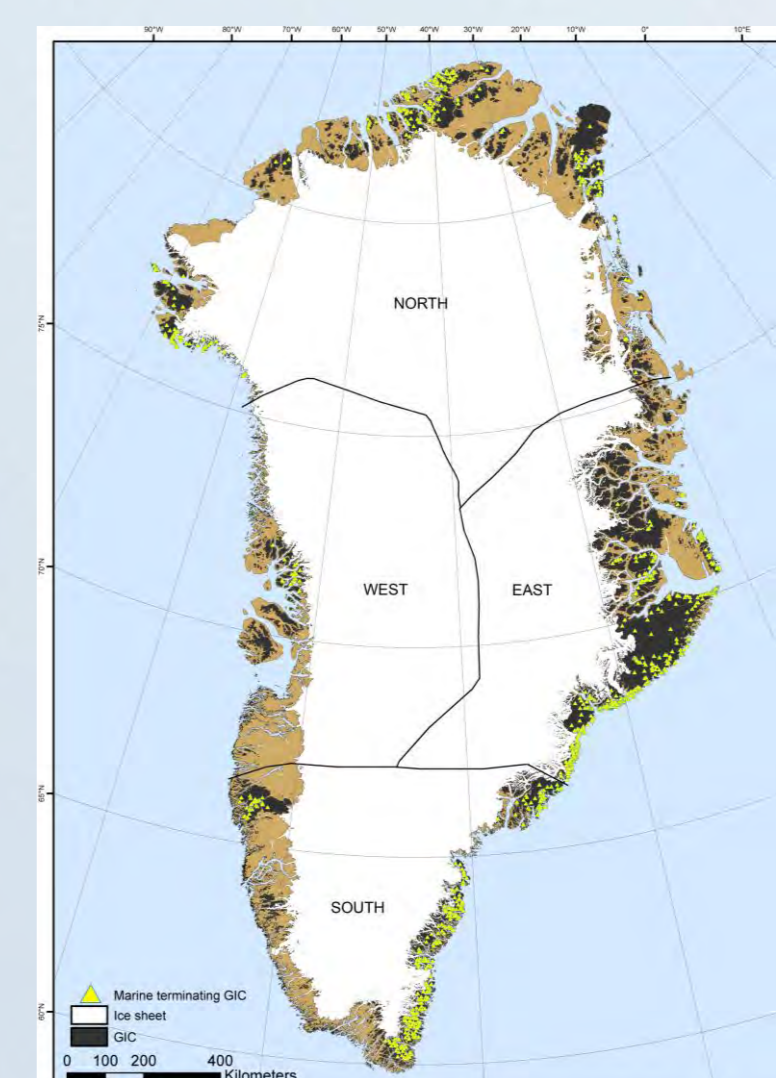 90°W 80°W 70°W 60°W 50°W 40°W 30°W 20°W 10°W 0° 10°E
75°N
NORTH
70°N
WEST
EAST
65°N
SOUTH
60°N
Marine terminating GIC
Ice sheet
GIC
0 100 200 400
Kilometers